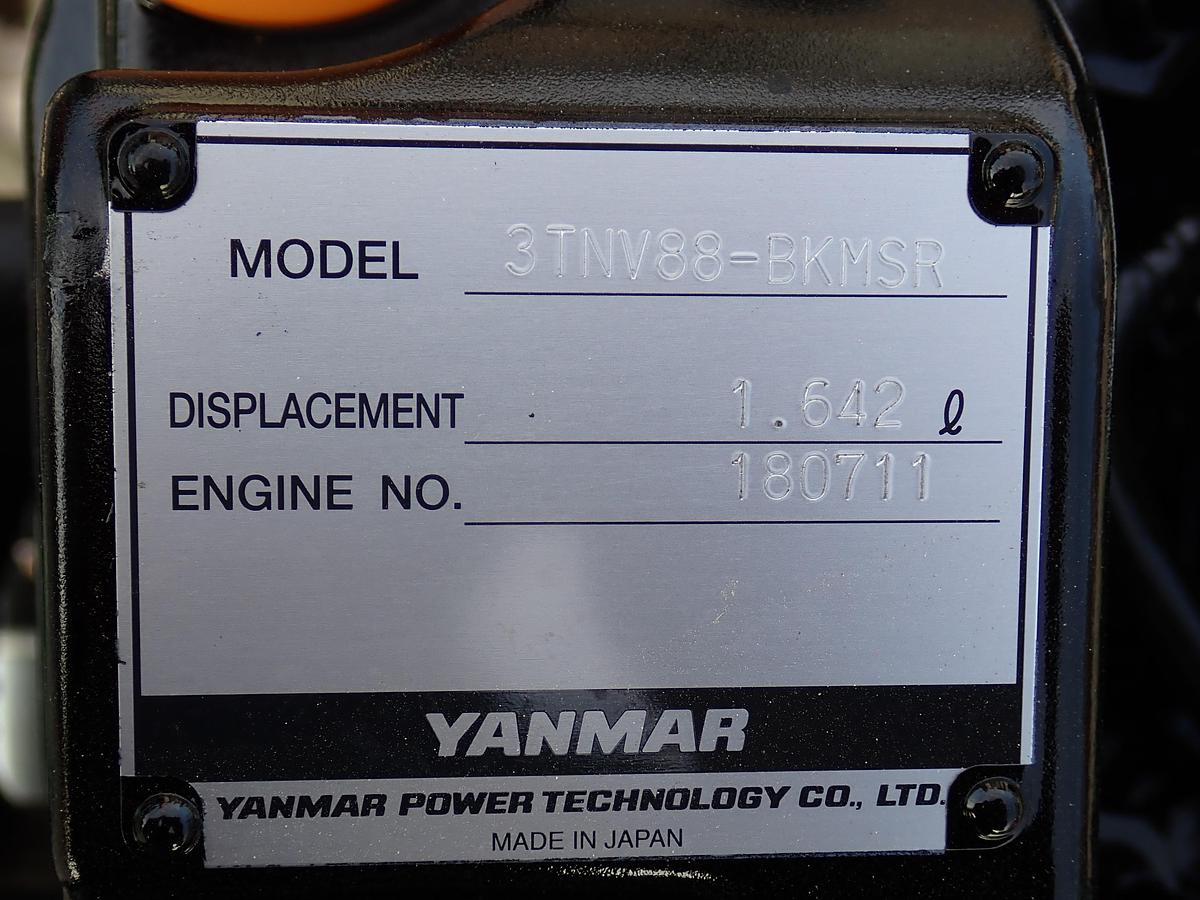 MODEL 3TNV88-BKMSR
DISPLACEMENT 1.642 ℓ
ENGINE NO. 180711
YANMAR
YANMAR POWER TECHNOLOGY CO., LTD.
MADE IN JAPAN